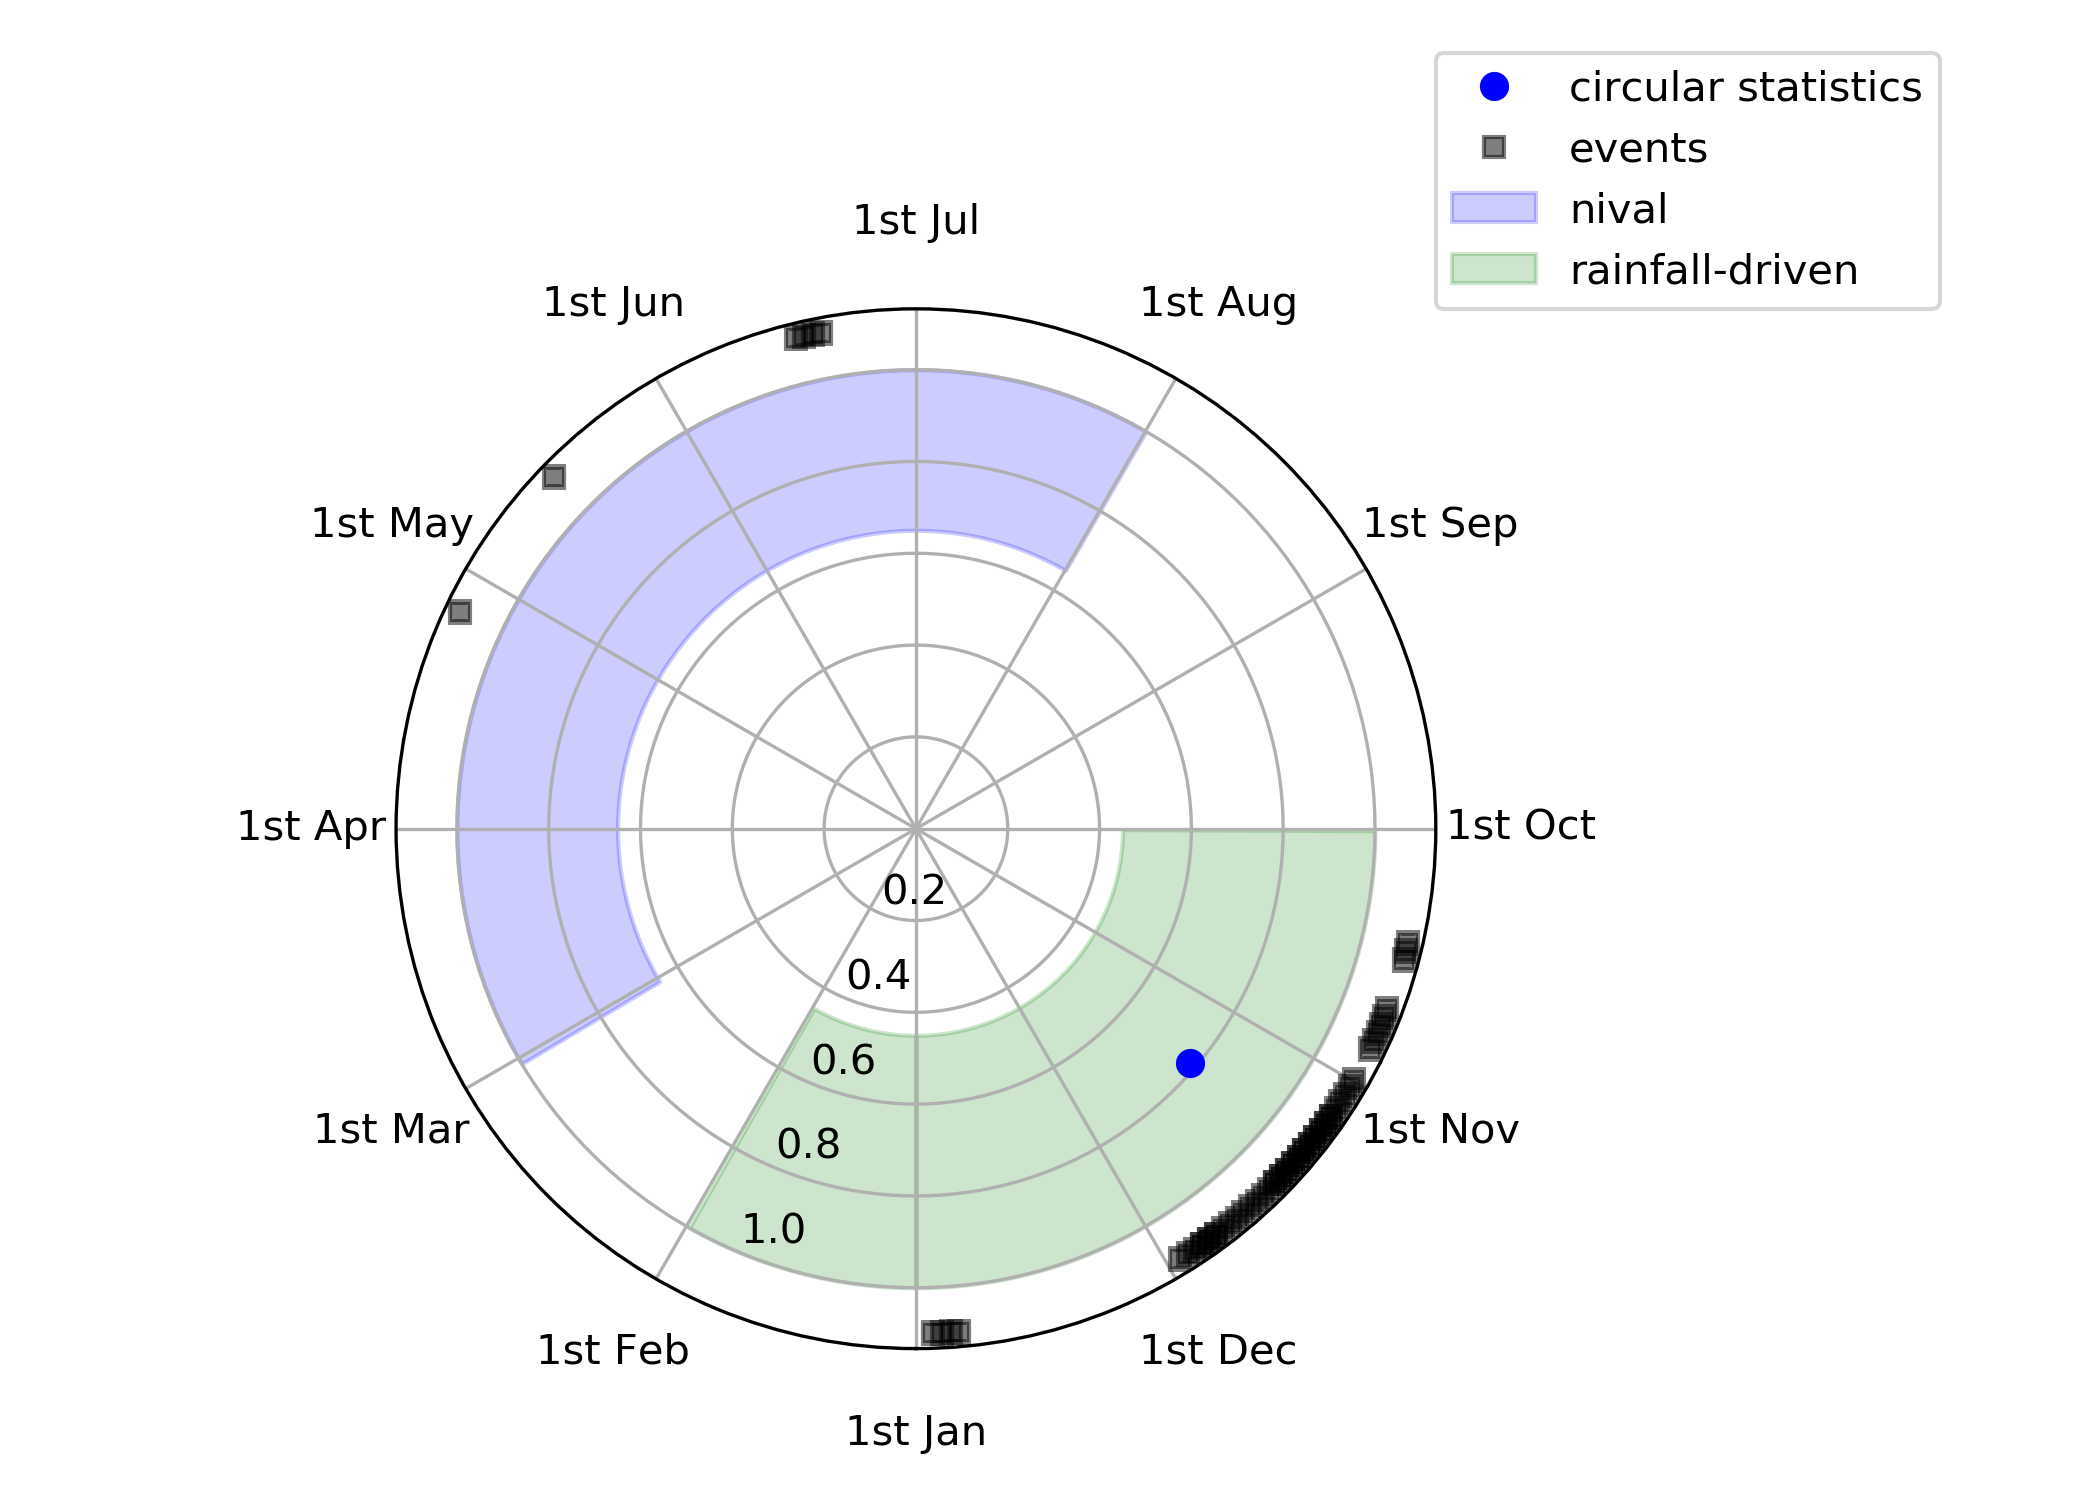 circular statistics
events
nival
rainfall-driven
1st Jul
1st Jun
1st Aug
1st May
1st Sep
1st Apr
1st Oct
0.2
0.4
0.6
1st Mar
1st Nov
0.8
1.0
1st Feb
1st Dec
1st Jan